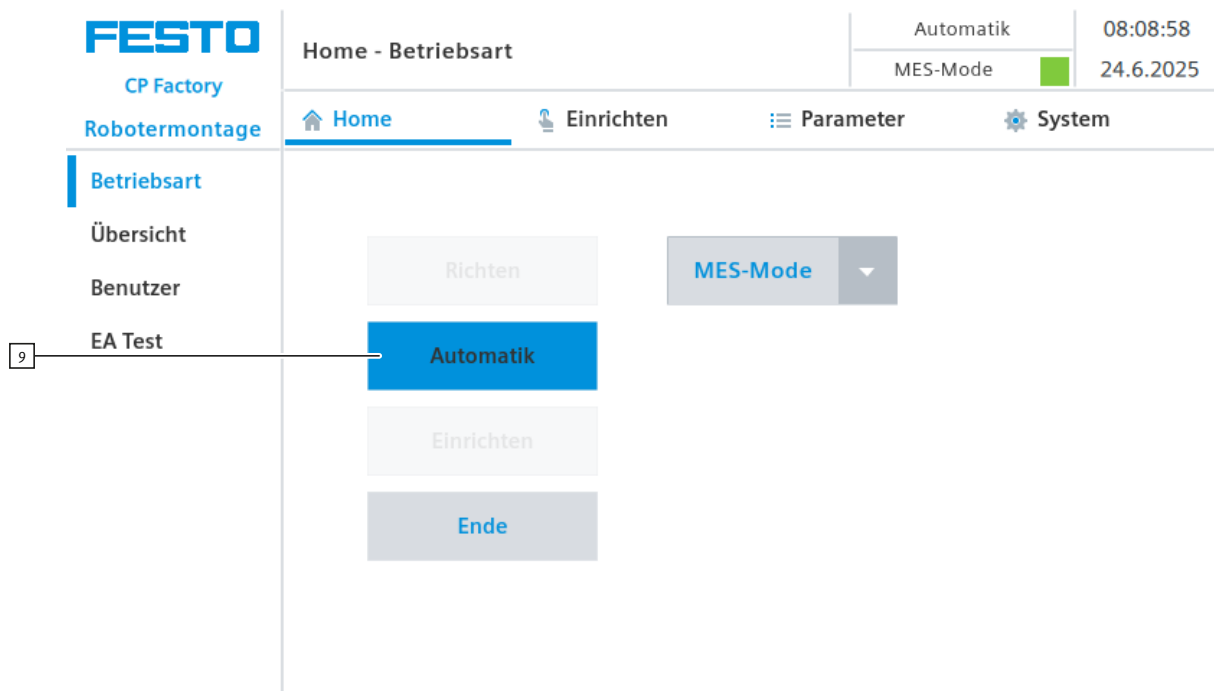 FESTO
CP Factory
Robotermontage
Home - Betriebsart
Automatik
MES-Mode
08:08:58
24.6.2025
Home
Einrichten
Parameter
System
Betriebsart
Übersicht
Benutzer
EA Test
Richten
MES-Mode
9
Automatik
Einrichten
Ende